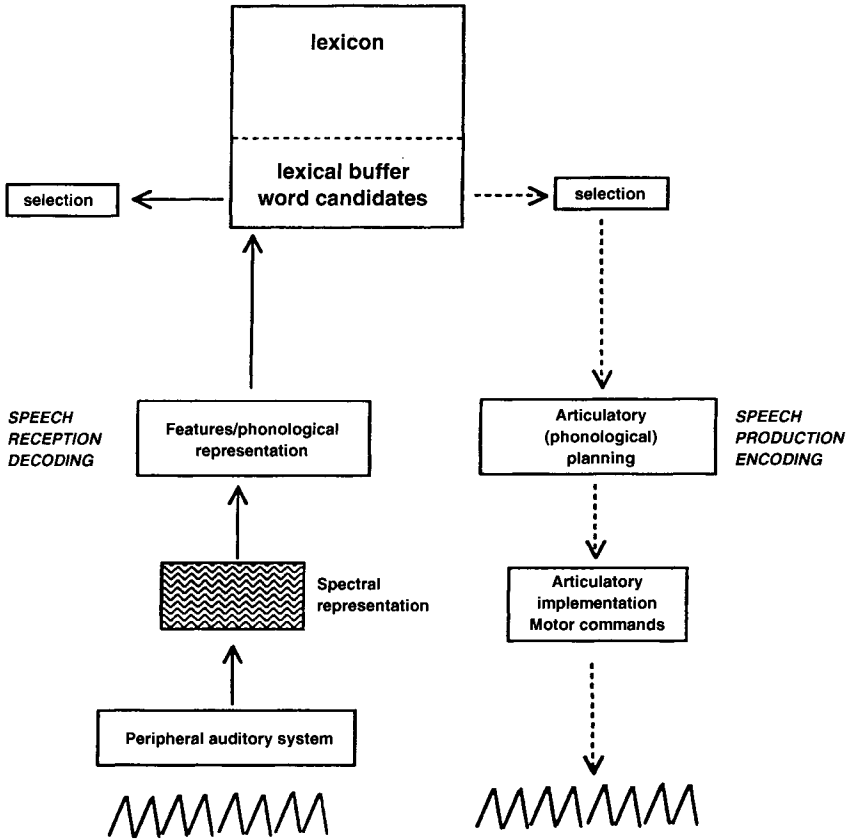 lexicon
lexical buffer
word candidates
selection
selection
SPEECH
RECEPTION
DECODING
Features/phonological
representation
Articulatory
(phonological)
planning
SPEECH
PRODUCTION
ENCODING
Spectral
representation
Articulatory
implementation
Motor commands
Peripheral auditory system